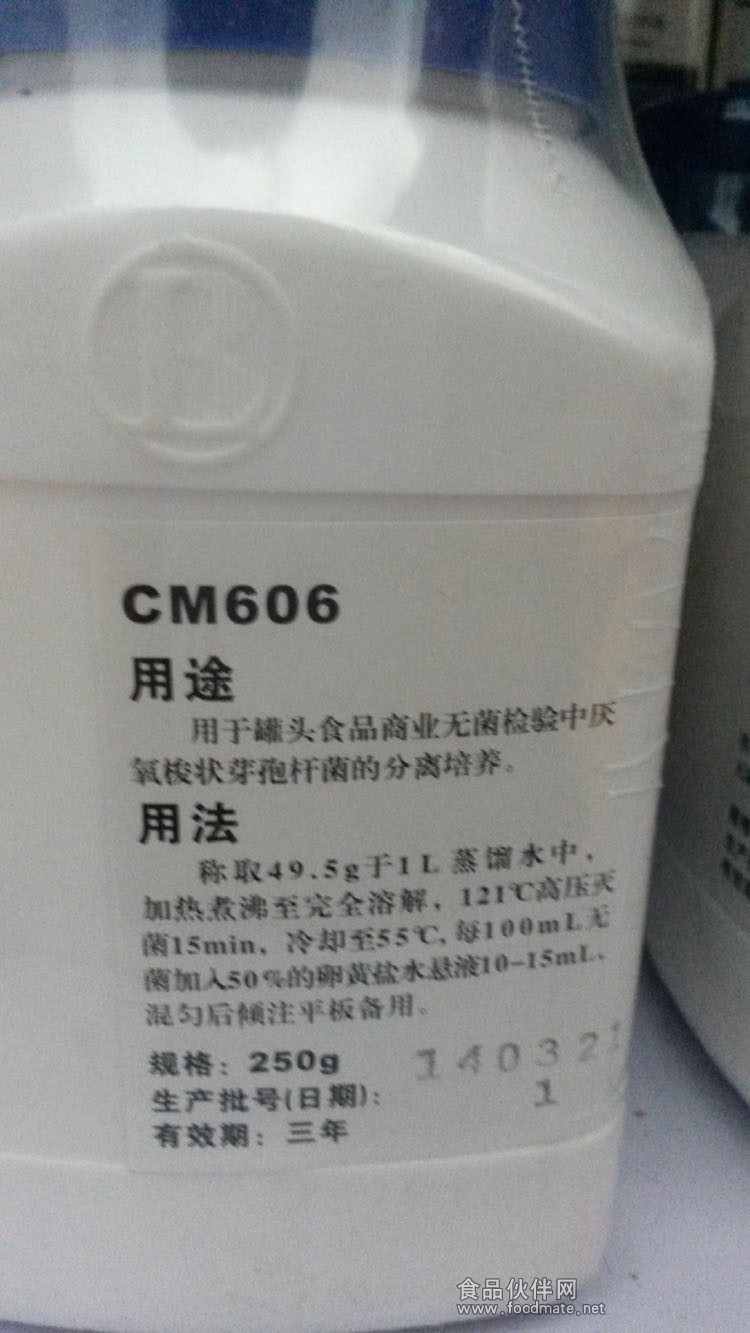 CM606
用途
用于罐头食品商业无菌检验中厌
氧梭状芽孢杆菌的分离培养。
用法
称取49.5g于1L蒸馏水中，
加热煮沸至完全溶解，121℃高压灭
菌15min，冷却至55℃，每100mL无
菌加入50%的卵黄盐水悬液10-15mL，
混匀后倾注平板备用。
规格：250g
生产批号(日期)：
140321
1
有效期：三年
食品伙伴网
www.foodmate.net